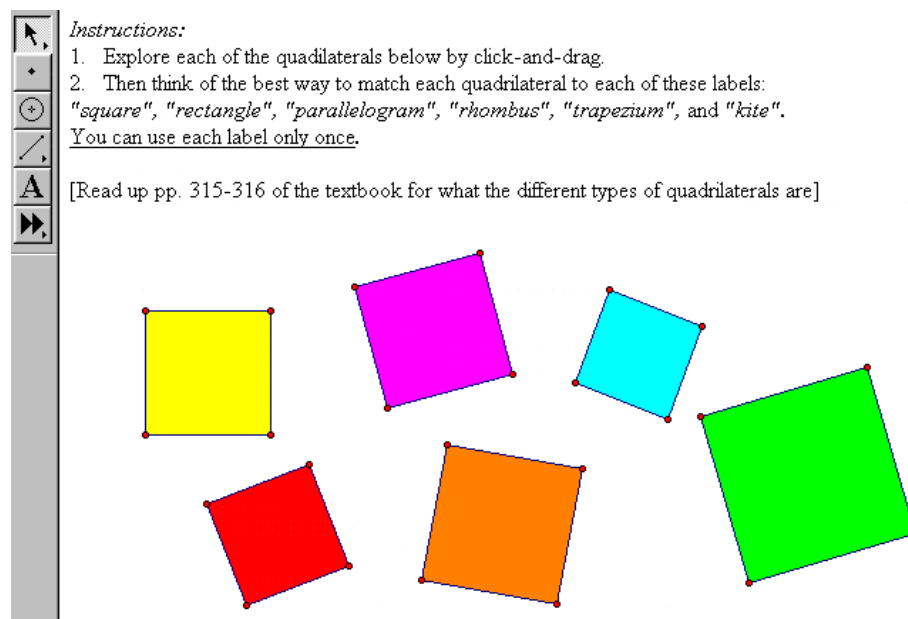 Instructions:
1. Explore each of the quadilaterals below by click-and-drag.
2. Then think of the best way to match each quadrilateral to each of these labels:
"square", "rectangle", "parallelogram", "rhombus", "trapezium", and "kite".
You can use each label only once.
[Read up pp. 315-316 of the textbook for what the different types of quadrilaterals are]
A